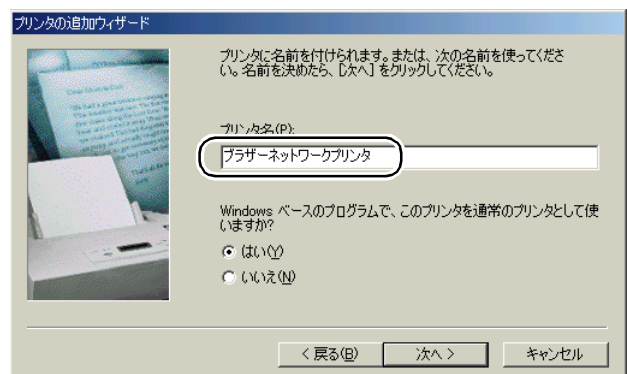 プリンタの追加ウィザード
プリンタに名前を付けられます。または、次の名前を使ってくださ
い。名前を決めたら、[次へ] をクリックしてください。
プリンタ名(P):
ブラザーネットワークプリンタ
Windows ベースのプログラムで、このプリンタを通常のプリンタとして使
いますか?
はい(Y)
いいえ(N)
< 戻る(B)
次へ >
キャンセル